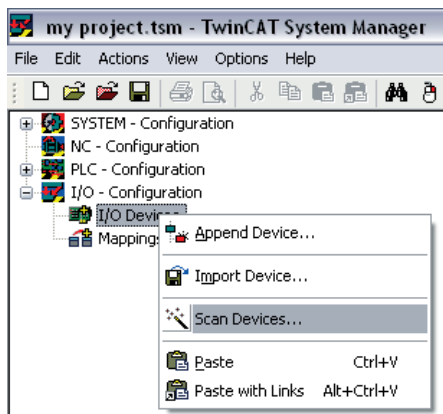 my project.tsm - TwinCAT System Manager
File Edit Actions View Options Help
SYSTEM - Configuration
NC - Configuration
PLC - Configuration
I/O - Configuration
I/O Devices
Mappings
Append Device...
Import Device...
Scan Devices...
Paste Ctrl+V
Paste with Links Alt+Ctrl+V